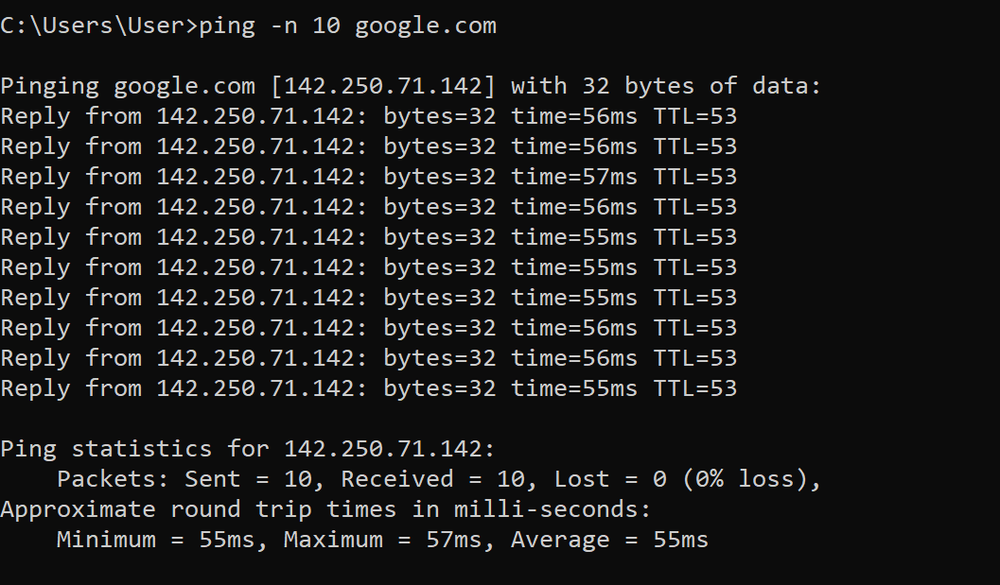 C:\Users\User>ping -n 10 google.com
Pinging google.com [142.250.71.142] with 32 bytes of data:
Reply from 142.250.71.142: bytes=32 time=56ms TTL=53
Reply from 142.250.71.142: bytes=32 time=56ms TTL=53
Reply from 142.250.71.142: bytes=32 time=57ms TTL=53
Reply from 142.250.71.142: bytes=32 time=56ms TTL=53
Reply from 142.250.71.142: bytes=32 time=55ms TTL=53
Reply from 142.250.71.142: bytes=32 time=55ms TTL=53
Reply from 142.250.71.142: bytes=32 time=55ms TTL=53
Reply from 142.250.71.142: bytes=32 time=56ms TTL=53
Reply from 142.250.71.142: bytes=32 time=56ms TTL=53
Reply from 142.250.71.142: bytes=32 time=55ms TTL=53
Ping statistics for 142.250.71.142:
    Packets: Sent = 10, Received = 10, Lost = 0 (0% loss),
Approximate round trip times in milli-seconds:
    Minimum = 55ms, Maximum = 57ms, Average = 55ms